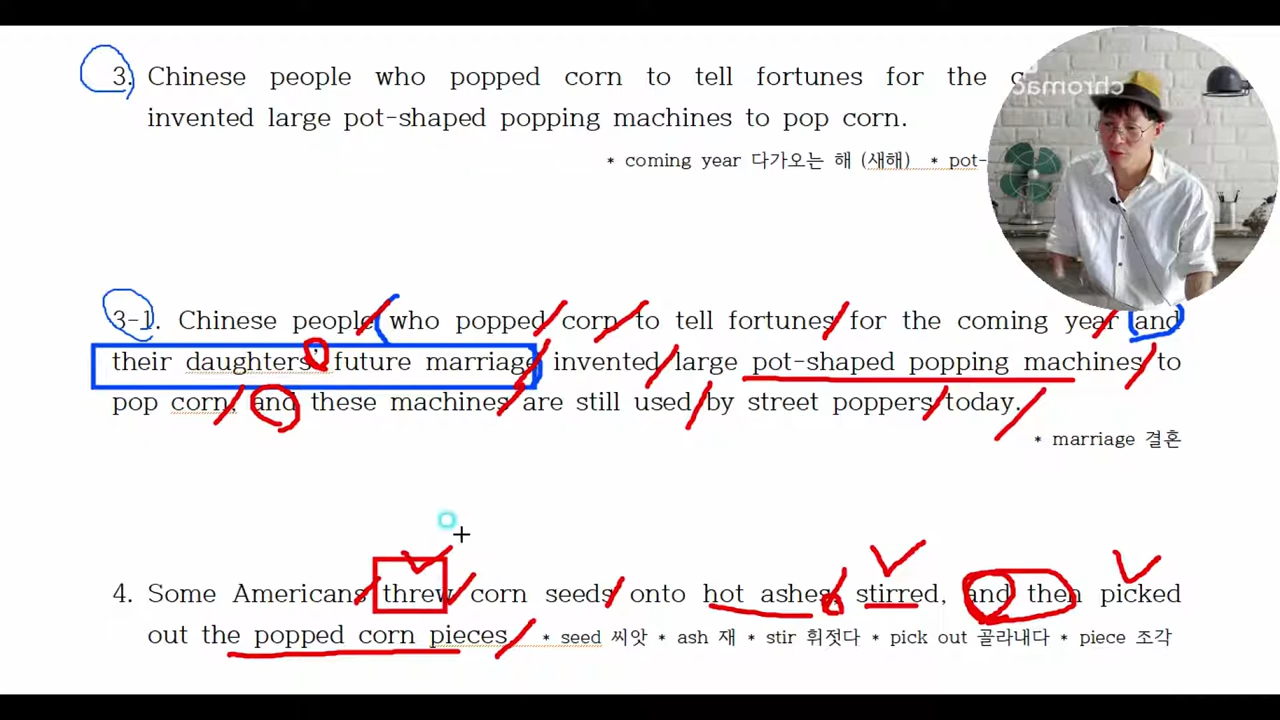 3. Chinese people who popped corn to tell fortunes for the
invented large pot-shaped popping machines to pop corn.
* coming year 다가오는 해 (새해) * pot-
3-1. Chinese people who popped corn to tell fortunes for the coming year and
their daughters' future marriage invented large pot-shaped popping machines to
pop corn, and these machines are still used by street poppers today.
* marriage 결혼
4. Some Americans threw corn seeds onto hot ashes, stirred, and then picked
out the popped corn pieces. * seed 씨앗 * ash 재 * stir 휘젓다 * pick out 골라내다 * piece 조각